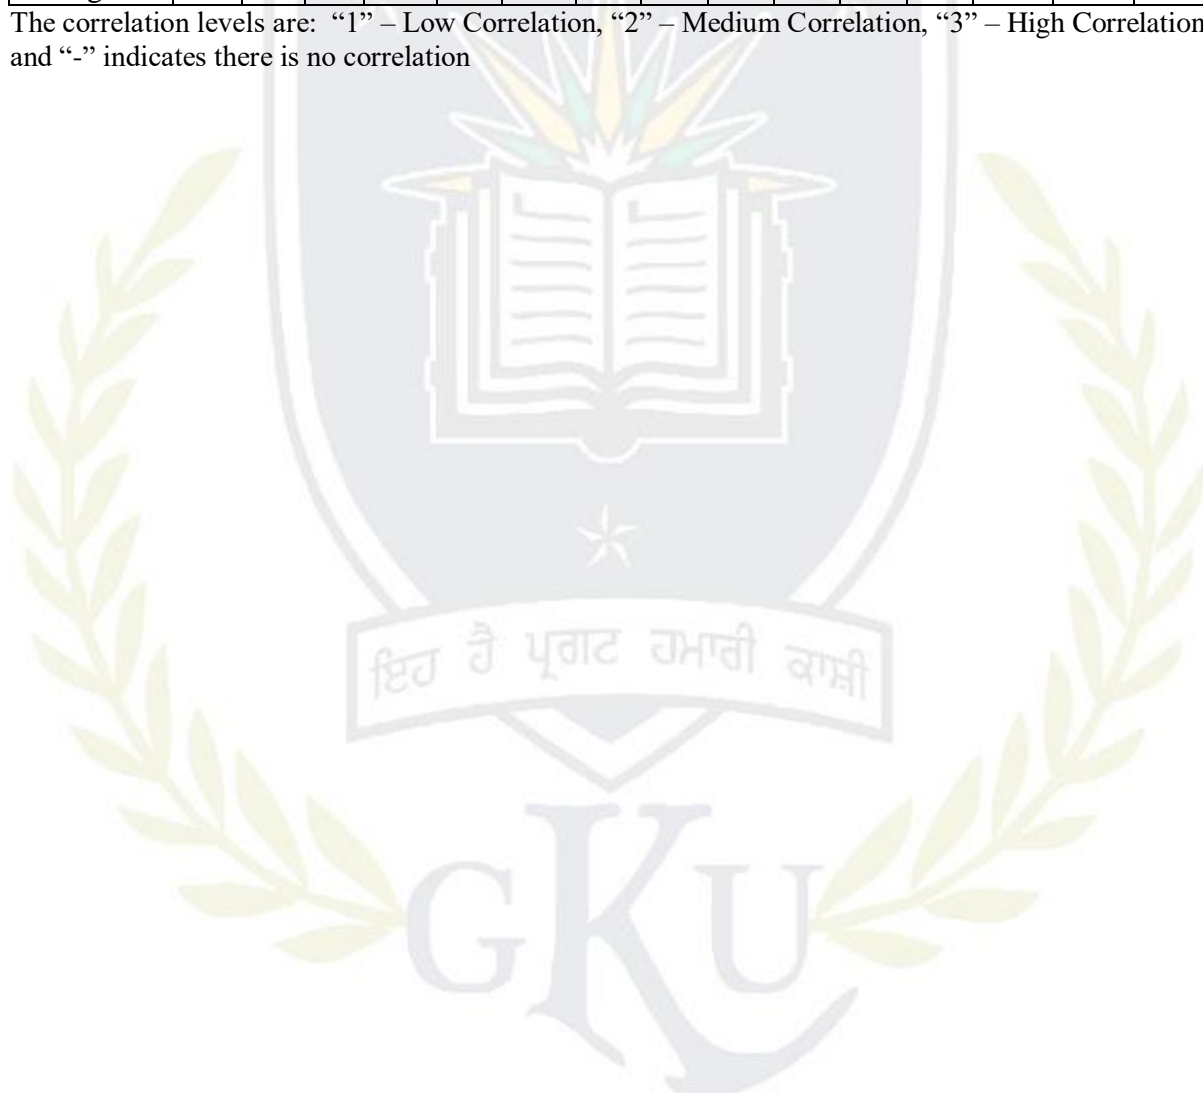 The correlation levels are: “1” – Low Correlation, “2” – Medium Correlation, “3” – High Correlation
and “-” indicates there is no correlation
ਇਹ ਹੈ ਪ੍ਰਗਟ ਹਮਾਰੀ ਕਾਸ਼ੀ
GKU